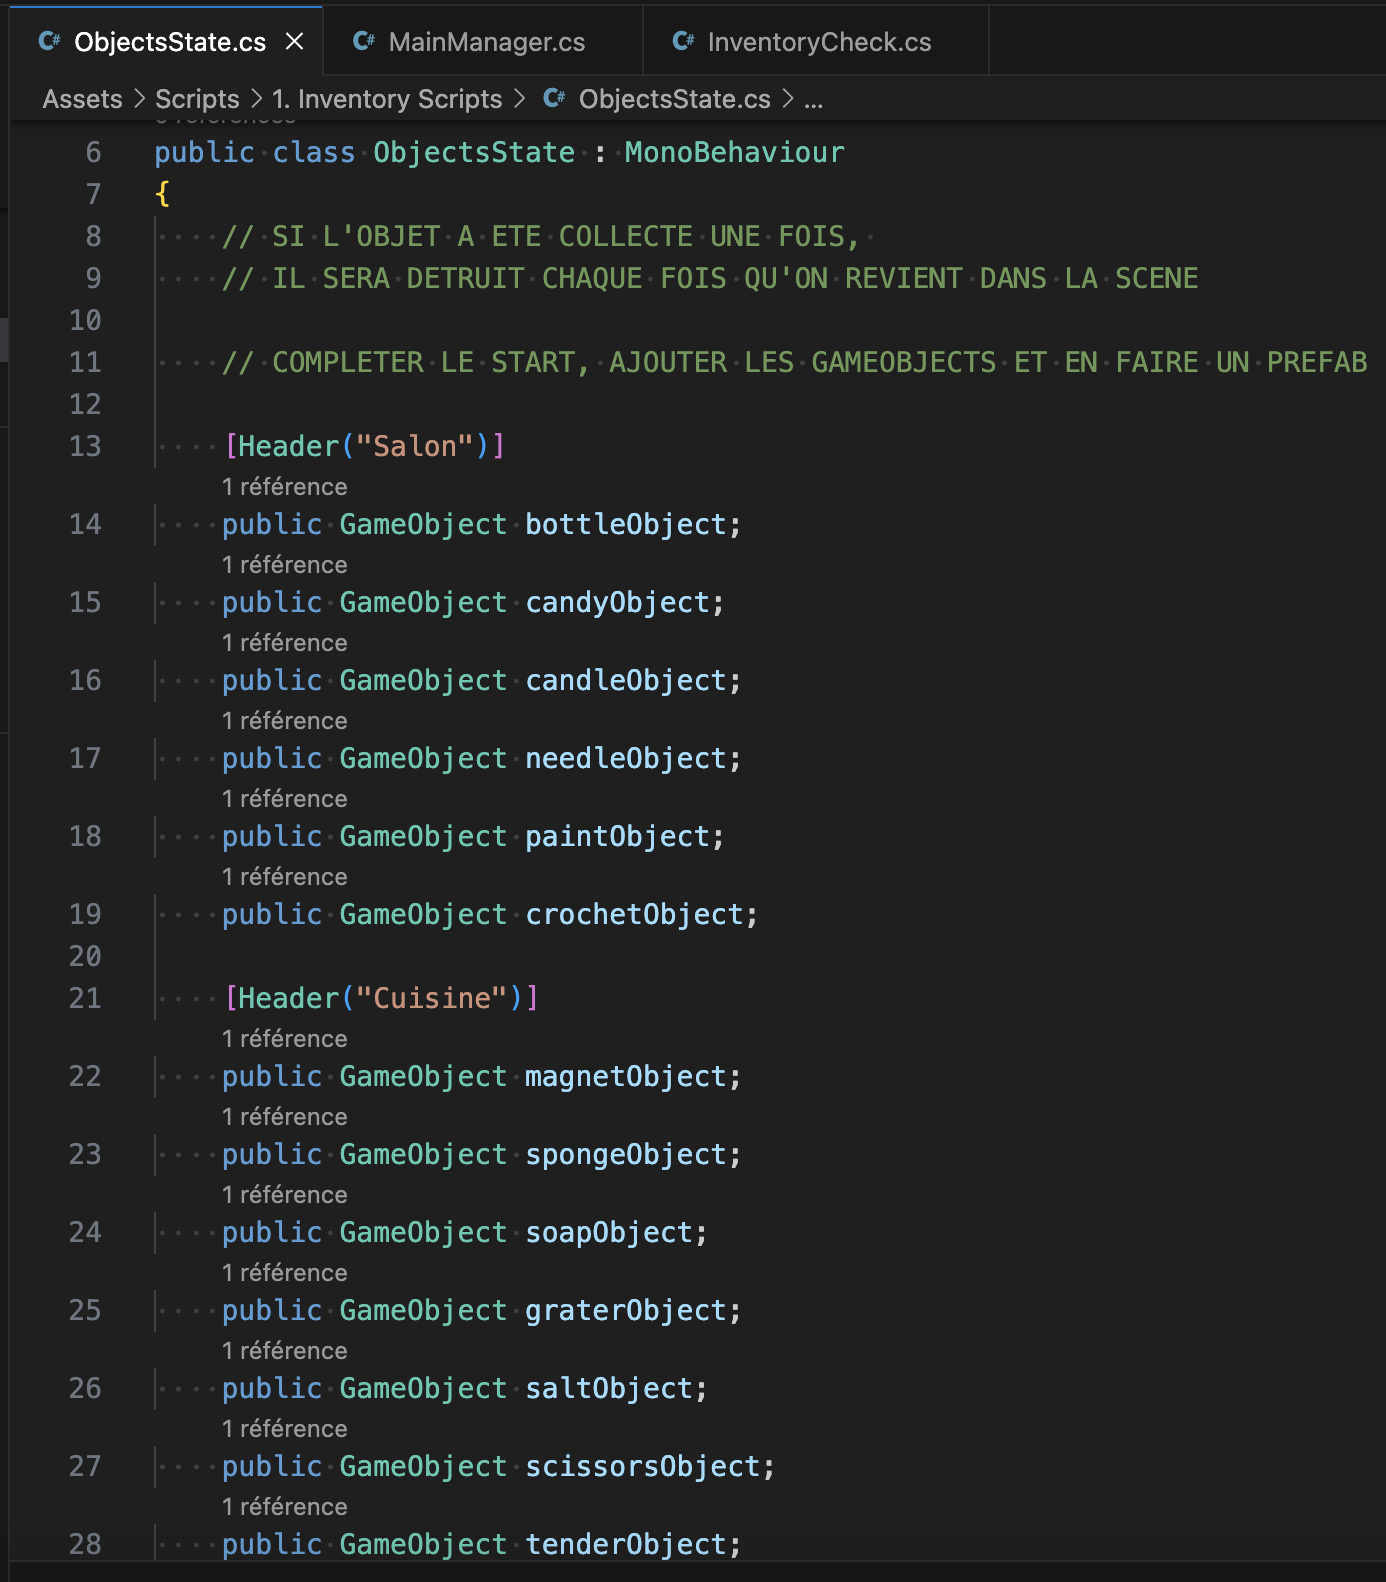 ObjectsState.cs
MainManager.cs
InventoryCheck.cs
Assets > Scripts > 1. Inventory Scripts > ObjectsState.cs > ...
6 public class ObjectsState : MonoBehaviour
7 {
8 // SI L'OBJET A ETE COLLECTE UNE FOIS,
9 // IL SERA DETRUIT CHAQUE FOIS QU'ON REVIENT DANS LA SCENE
10
11 // COMPLETER LE START, AJOUTER LES GAMEOBJECTS ET EN FAIRE UN PREFAB
12
13 [Header("Salon")]
1 référence
14 public GameObject bottleObject;
1 référence
15 public GameObject candyObject;
1 référence
16 public GameObject candleObject;
1 référence
17 public GameObject needleObject;
1 référence
18 public GameObject paintObject;
1 référence
19 public GameObject crochetObject;
20
21 [Header("Cuisine")]
1 référence
22 public GameObject magnetObject;
1 référence
23 public GameObject spongeObject;
1 référence
24 public GameObject soapObject;
1 référence
25 public GameObject graterObject;
1 référence
26 public GameObject saltObject;
1 référence
27 public GameObject scissorsObject;
1 référence
28 public GameObject tenderObject;